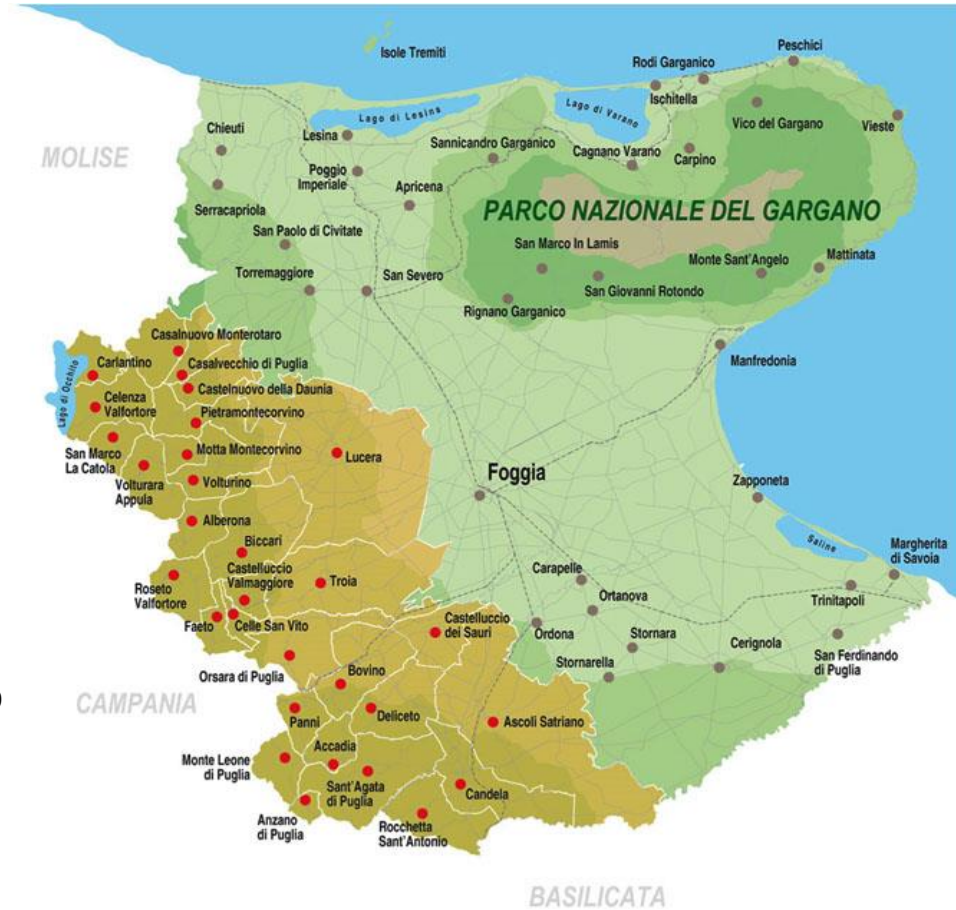 Isole Tremiti
Peschici
Rodi Garganico
Ischitella
Lago di Lesina
Lago di Varano
Vico del Gargano
Vieste
Chieuti
Lesina
Sannicandro Garganico
Cagnano Varano
Carpino
MOLISE
Poggio
Imperiale
Apricena
Serracapriola
PARCO NAZIONALE DEL GARGANO
San Paolo di Civitate
San Marco In Lamis
Monte Sant'Angelo
Mattinata
Torremaggiore
San Severo
San Giovanni Rotondo
Rignano Garganico
Casalnuovo Monterotaro
Manfredonia
Carlantino
Casalvecchio di Puglia
Lago di Occhito
Castelnuovo della Daunia
Celenza
Valfortore
Pietramontecorvino
San Marco
La Catola
Motta Montecorvino
Lucera
Foggia
Volturara
Appula
Volturino
Zapponeta
Alberona
Saline
Biccari
Margherita
di Savoia
Castelluccio
Valmaggiore
Carapelle
Roseto
Valfortore
Troia
Ortanova
Trinitapoli
Faeto
Celle San Vito
Castelluccio
dei Sauri
Ordona
Stornara
Cerignola
San Ferdinando
di Puglia
Orsara di Puglia
Bovino
Stornarella
CAMPANIA
Panni
Deliceto
Ascoli Satriano
Accadia
Monte Leone
di Puglia
Sant'Agata
di Puglia
Candela
Anzano
di Puglia
Rocchetta
Sant'Antonio
BASILICATA